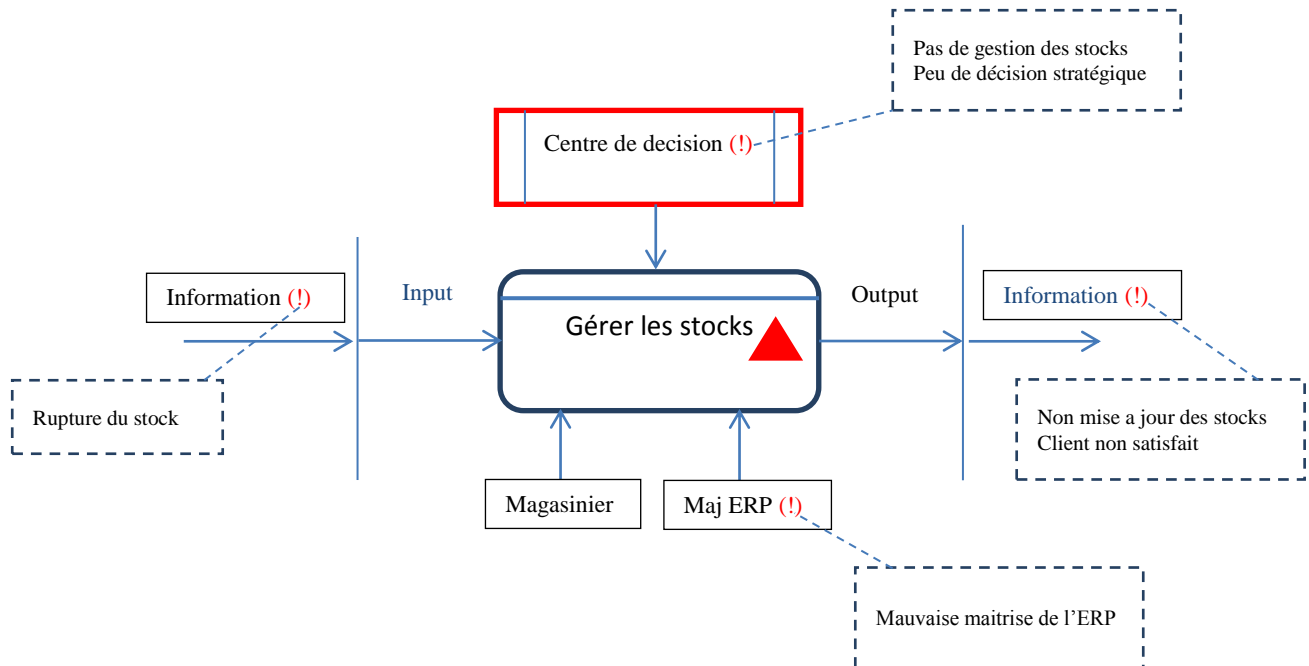 Pas de gestion des stocks
Peu de décision stratégique
Centre de decision (!)
Information (!)
Input
Gérer les stocks
Output
Information (!)
Rupture du stock
Non mise a jour des stocks
Client non satisfait
Magasinier
Maj ERP (!)
Mauvaise maitrise de l’ERP